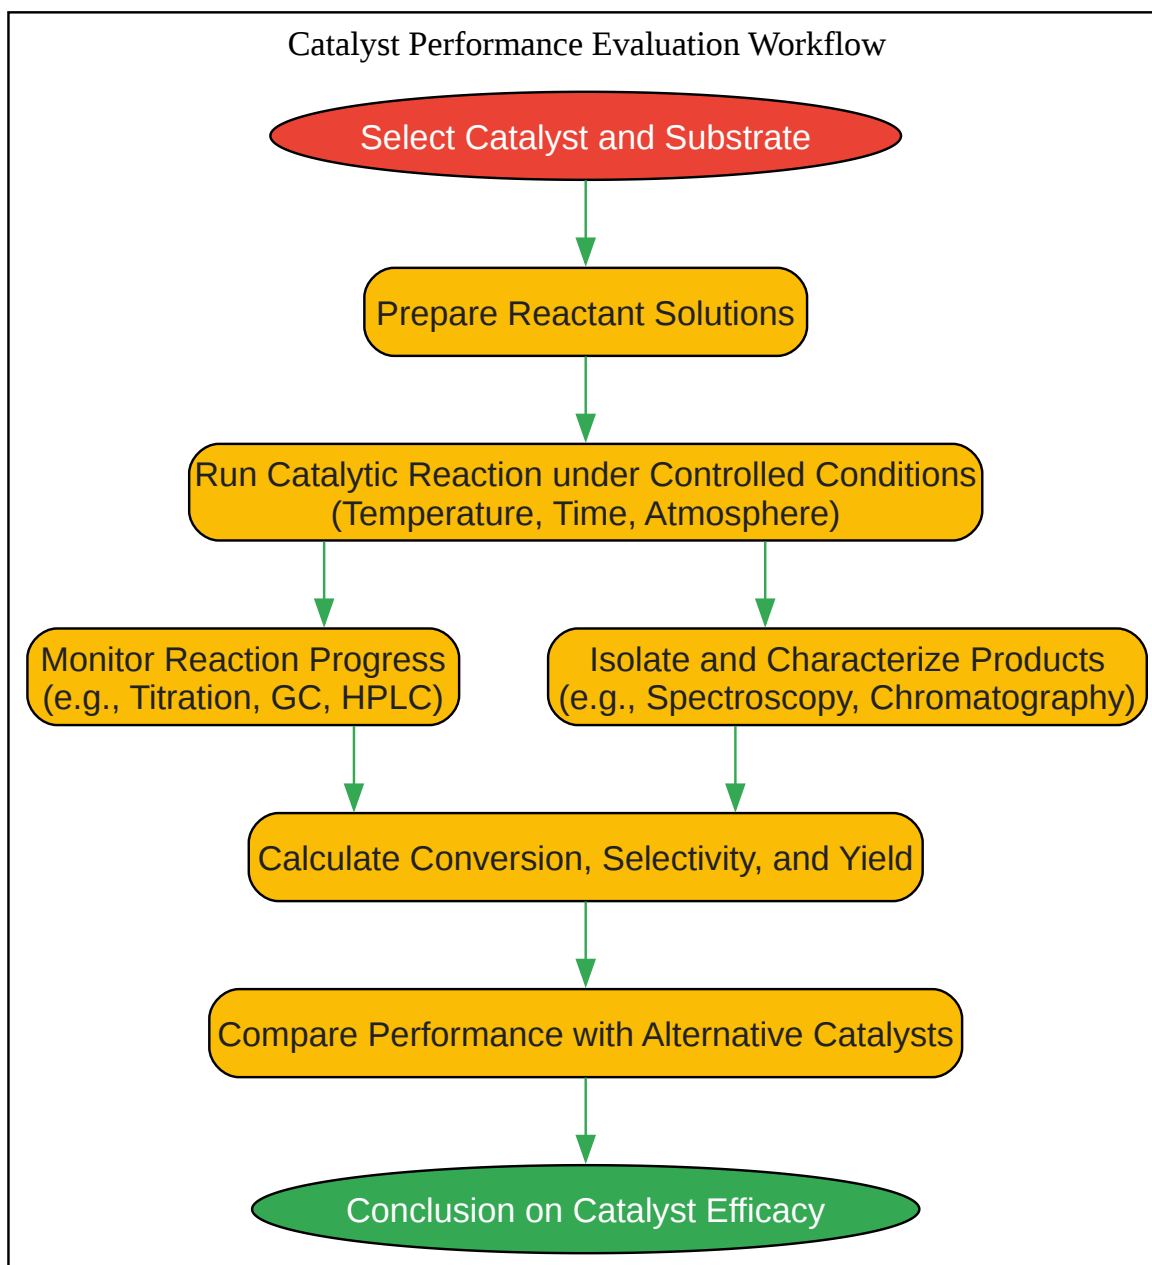 Catalyst Performance Evaluation Workflow
Select Catalyst and Substrate
Prepare Reactant Solutions
Run Catalytic Reaction under Controlled Conditions
(Temperature, Time, Atmosphere)
Monitor Reaction Progress
(e.g., Titration, GC, HPLC)
Isolate and Characterize Products
(e.g., Spectroscopy, Chromatography)
Calculate Conversion, Selectivity, and Yield
Compare Performance with Alternative Catalysts
Conclusion on Catalyst Efficacy